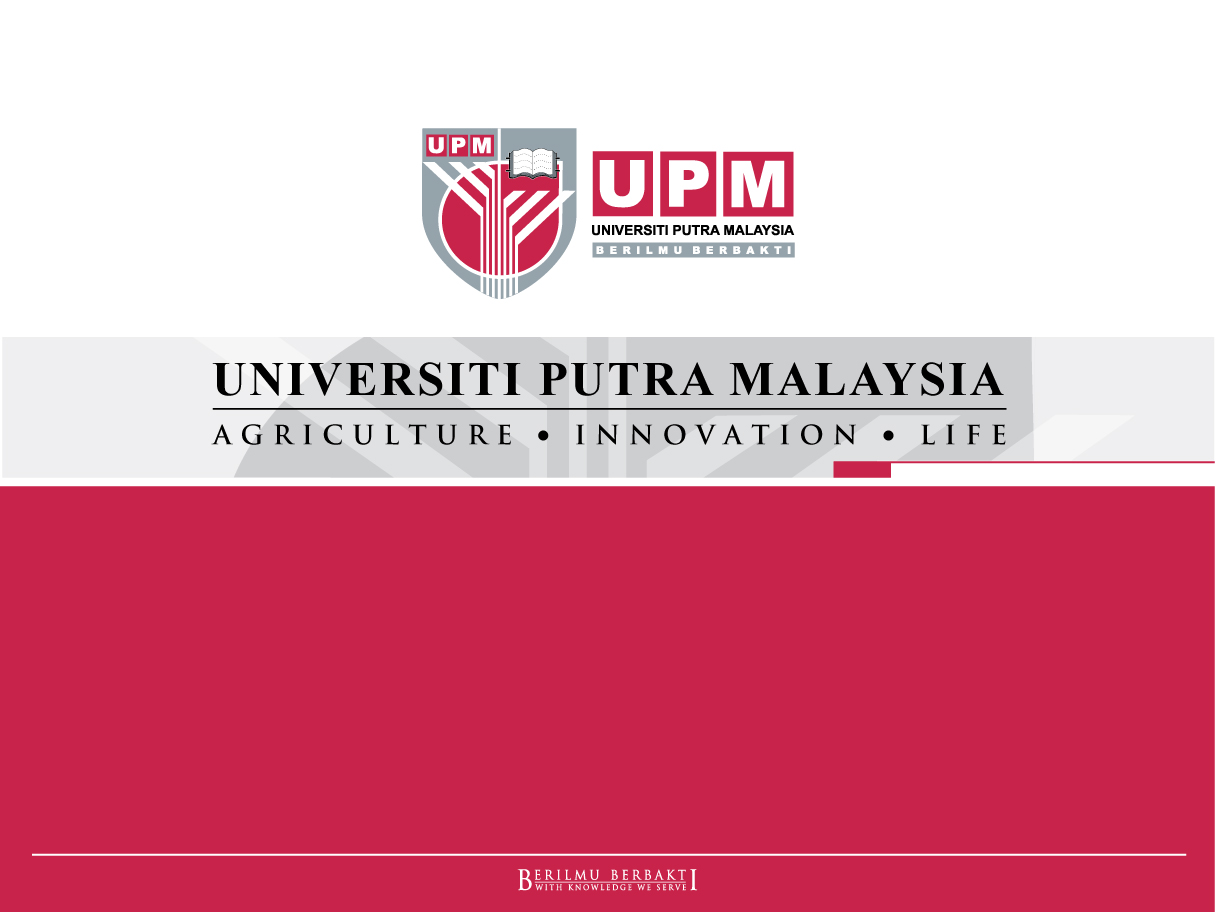 UPM
UPM
UNIVERSITI PUTRA MALAYSIA
BERILMU BERBAKTI
UNIVERSITI PUTRA MALAYSIA
AGRICULTURE • INNOVATION • LIFE
BERILMU BERBAKTI
WITH KNOWLEDGE WE SERVE